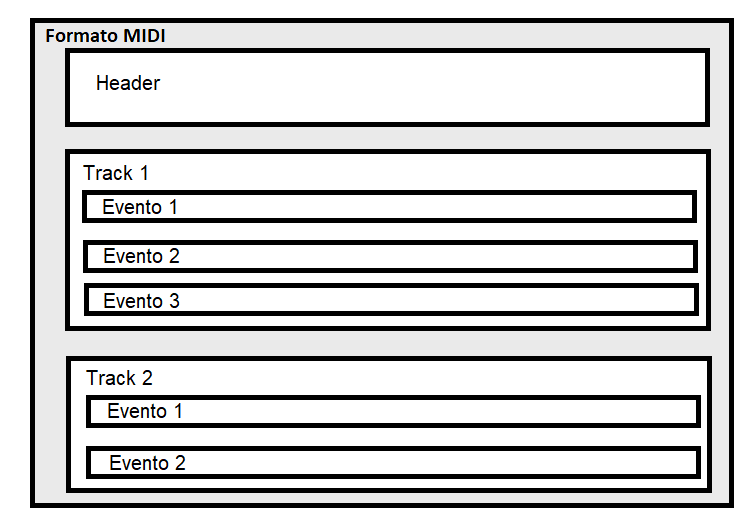 Formato MIDI
Header
Track 1
Evento 1
Evento 2
Evento 3
Track 2
Evento 1
Evento 2